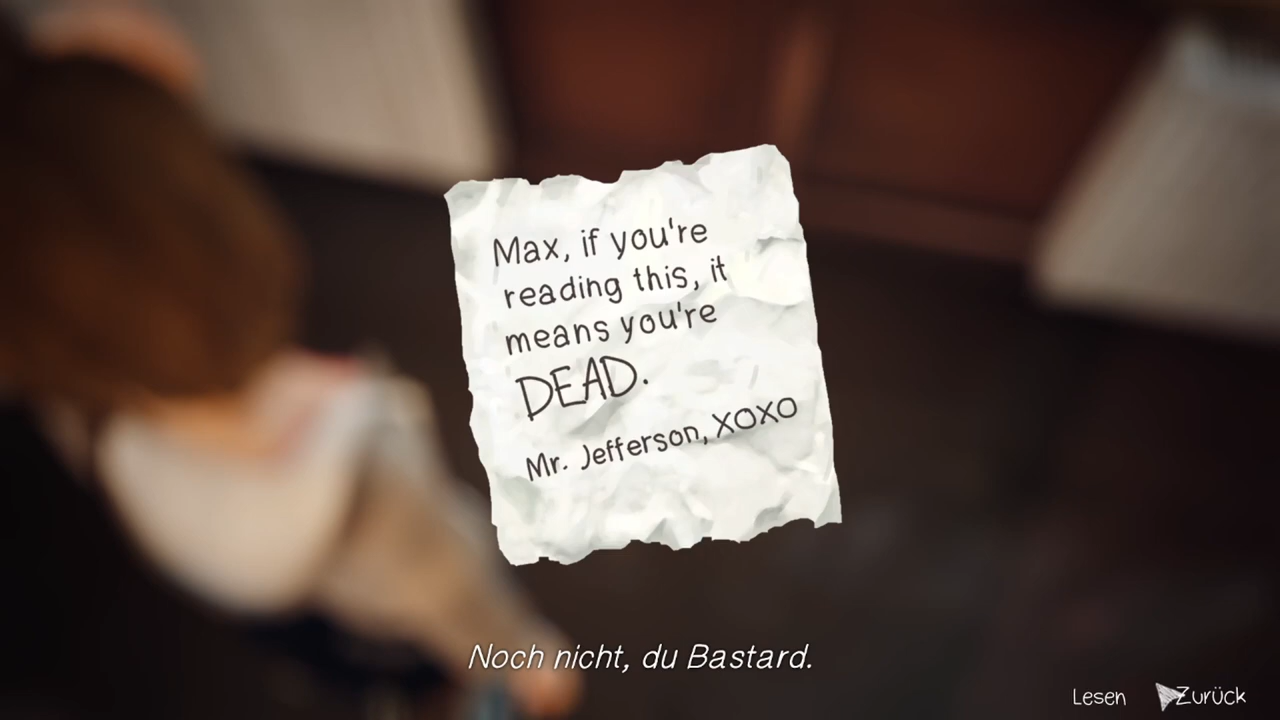 Max, if you're
reading this, it
means you're
DEAD.
Mr. Jefferson, XOXO
Noch nicht, du Bastard.
Lesen
Zurück